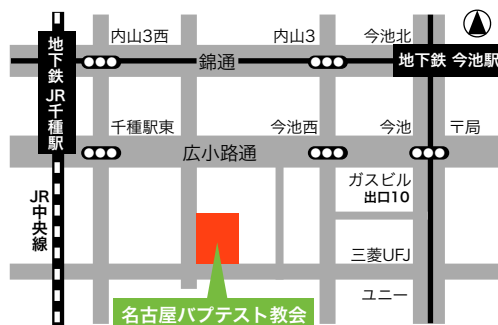 内山3西
内山3
今池北
地下鉄
JR
千種駅
錦通
地下鉄 今池駅
千種駅東
今池西
今池
〒局
広小路通
ガスビル
出口10
JR
中央線
三菱UFJ
ユニー
名古屋バプテスト教会